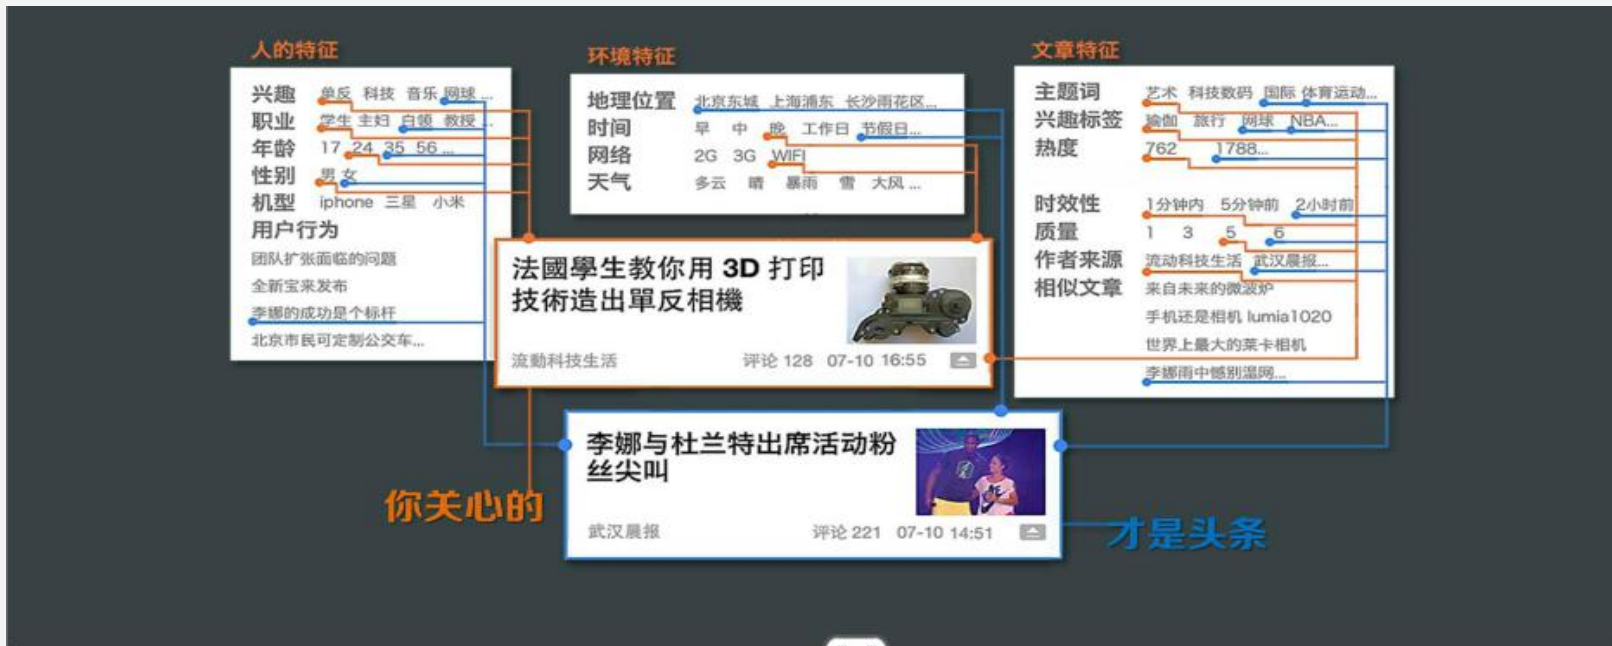 人的特征
兴趣 单反 科技 音乐 网球 ...
职业 学生 主妇 白领 教授 ...
年龄 17 24 35 56 ...
性别 男 女
机型 iphone 三星 小米
用户行为
团队扩张面临的问题
全新宝来发布
李娜的成功是个标杆
北京市民可定制公交车...
环境特征
地理位置 北京东城 上海浦东 长沙雨花区...
时间 早 中 晚 工作日 节假日...
网络 2G 3G WIFI
天气 多云 晴 暴雨 雪 大风 ...
文章特征
主题词 艺术 科技数码 国际 体育运动...
兴趣标签 瑜伽 旅行 网球 NBA...
热度 762 1788...
时效性 1分钟内 5分钟前 2小时前
质量 1 3 5 6
作者来源 流动科技生活 武汉晨报...
相似文章 来自未来的微波炉
手机还是相机 lumia1020
世界上最大的莱卡相机
李娜雨中憾别温网...
法國學生教你用 3D 打印
技術造出單反相機
流動科技生活 评论 128 07-10 16:55
李娜与杜兰特出席活动粉
丝尖叫
武汉晨报 评论 221 07-10 14:51
你关心的
才是头条